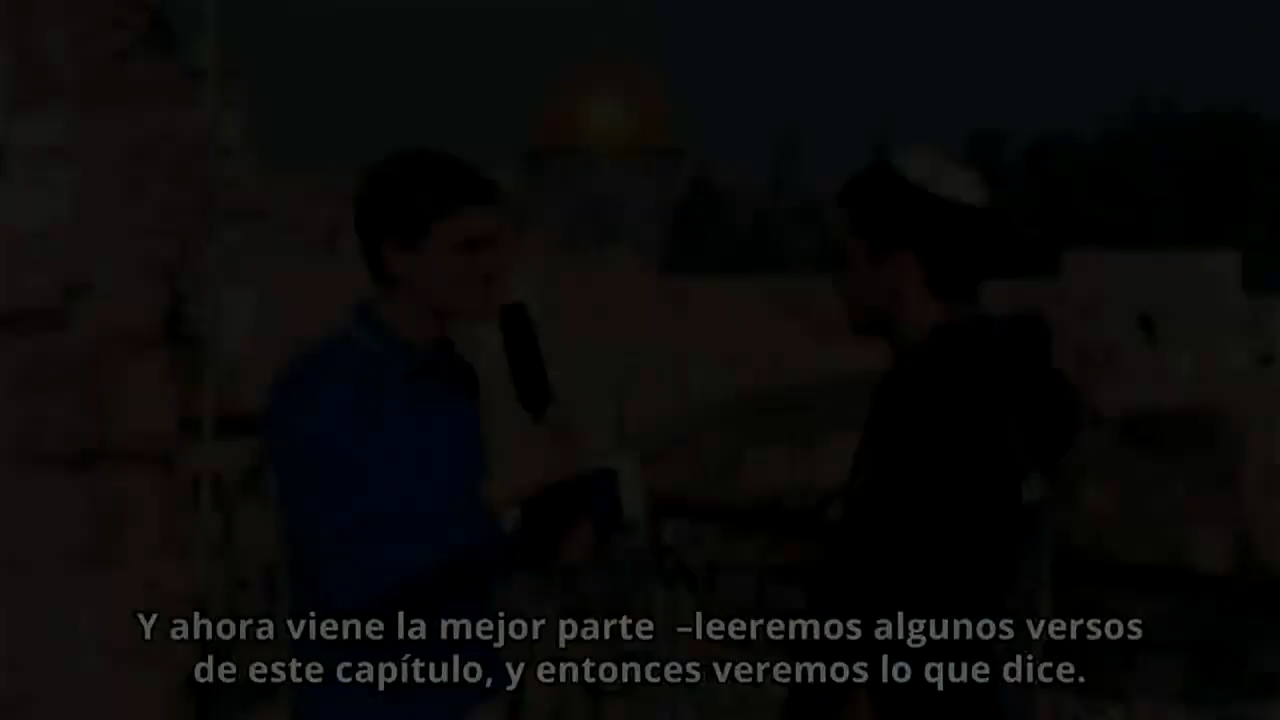 Y ahora viene la mejor parte –leeremos algunos versos
de este capítulo, y entonces veremos lo que dice.